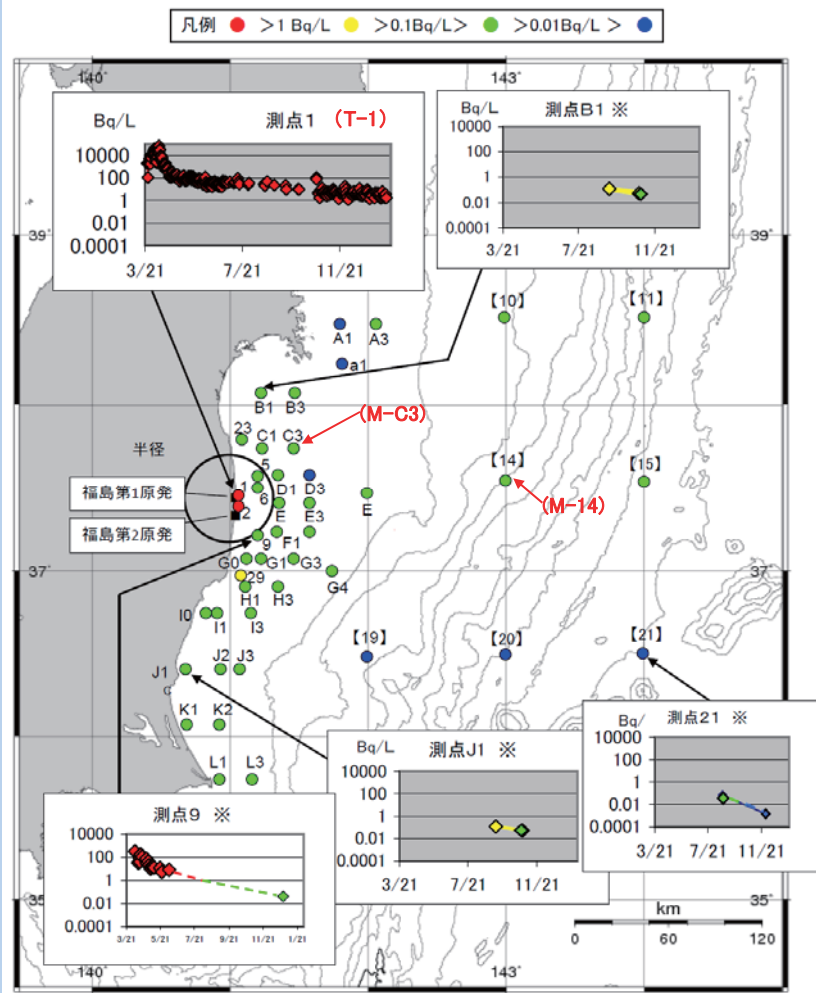 凡例 ＞1 Bq/L ＞0.1Bq/L＞ ＞0.01Bq/L ＞
140° 143°
Bq/L 測点1 (T-1)
10000
100
1
0.01
0.0001
3/21 7/21 11/21
測点B1 ※
10000
100
1
0.01
0.0001
3/21 7/21 11/21
39° 39°
【10】 【11】
A1 A3
a1
B1 B3
(M-C3)
23 C1 C3
半径
【14】 【15】
5
D1 D3
1 6
福島第1原発
(M-14)
E E3 E
2
福島第2原発
9 F1
G0 G1 G3
37° 37°
29 G4
H1 H3
I0 I1 I3
【19】 【20】 【21】
J1 J2 J3
K1 K2
L1 L3
Bq/L 測点J1 ※
10000
100
1
0.01
0.0001
3/21 7/21 11/21
Bq/ 測点21 ※
10000
100
1
0.01
0.0001
3/21 7/21 11/21
測点9 ※
10000
100
1
0.01
0.0001
3/21 5/21 9/21 11/21 1/21
35° 35°
km
0 60 120
140° 143°